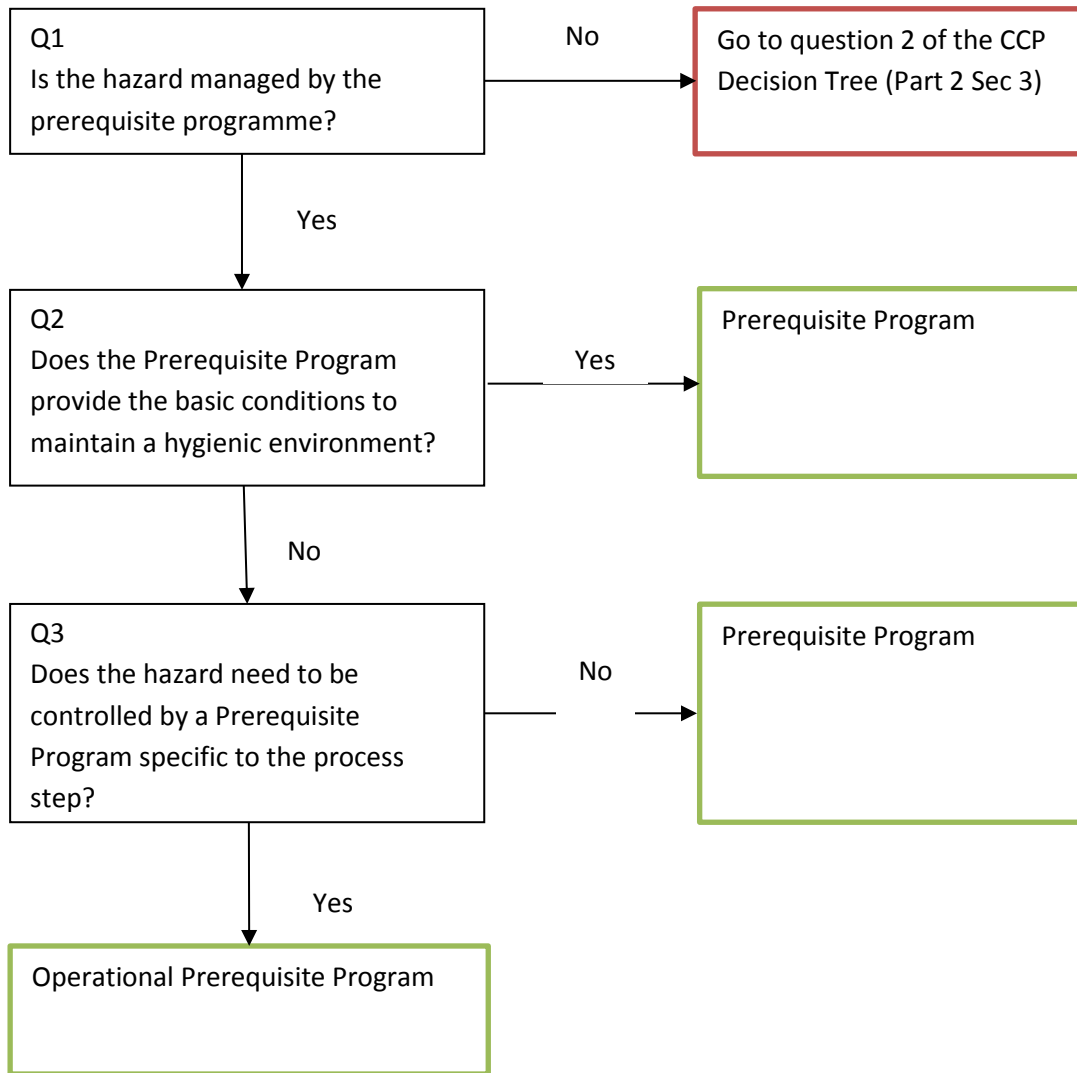 Q1
Is the hazard managed by the
prerequisite programme?
No
Go to question 2 of the CCP
Decision Tree (Part 2 Sec 3)
Yes
Q2
Does the Prerequisite Program
provide the basic conditions to
maintain a hygienic environment?
Yes
Prerequisite Program
No
Q3
Does the hazard need to be
controlled by a Prerequisite
Program specific to the process
step?
No
Prerequisite Program
Yes
Operational Prerequisite Program